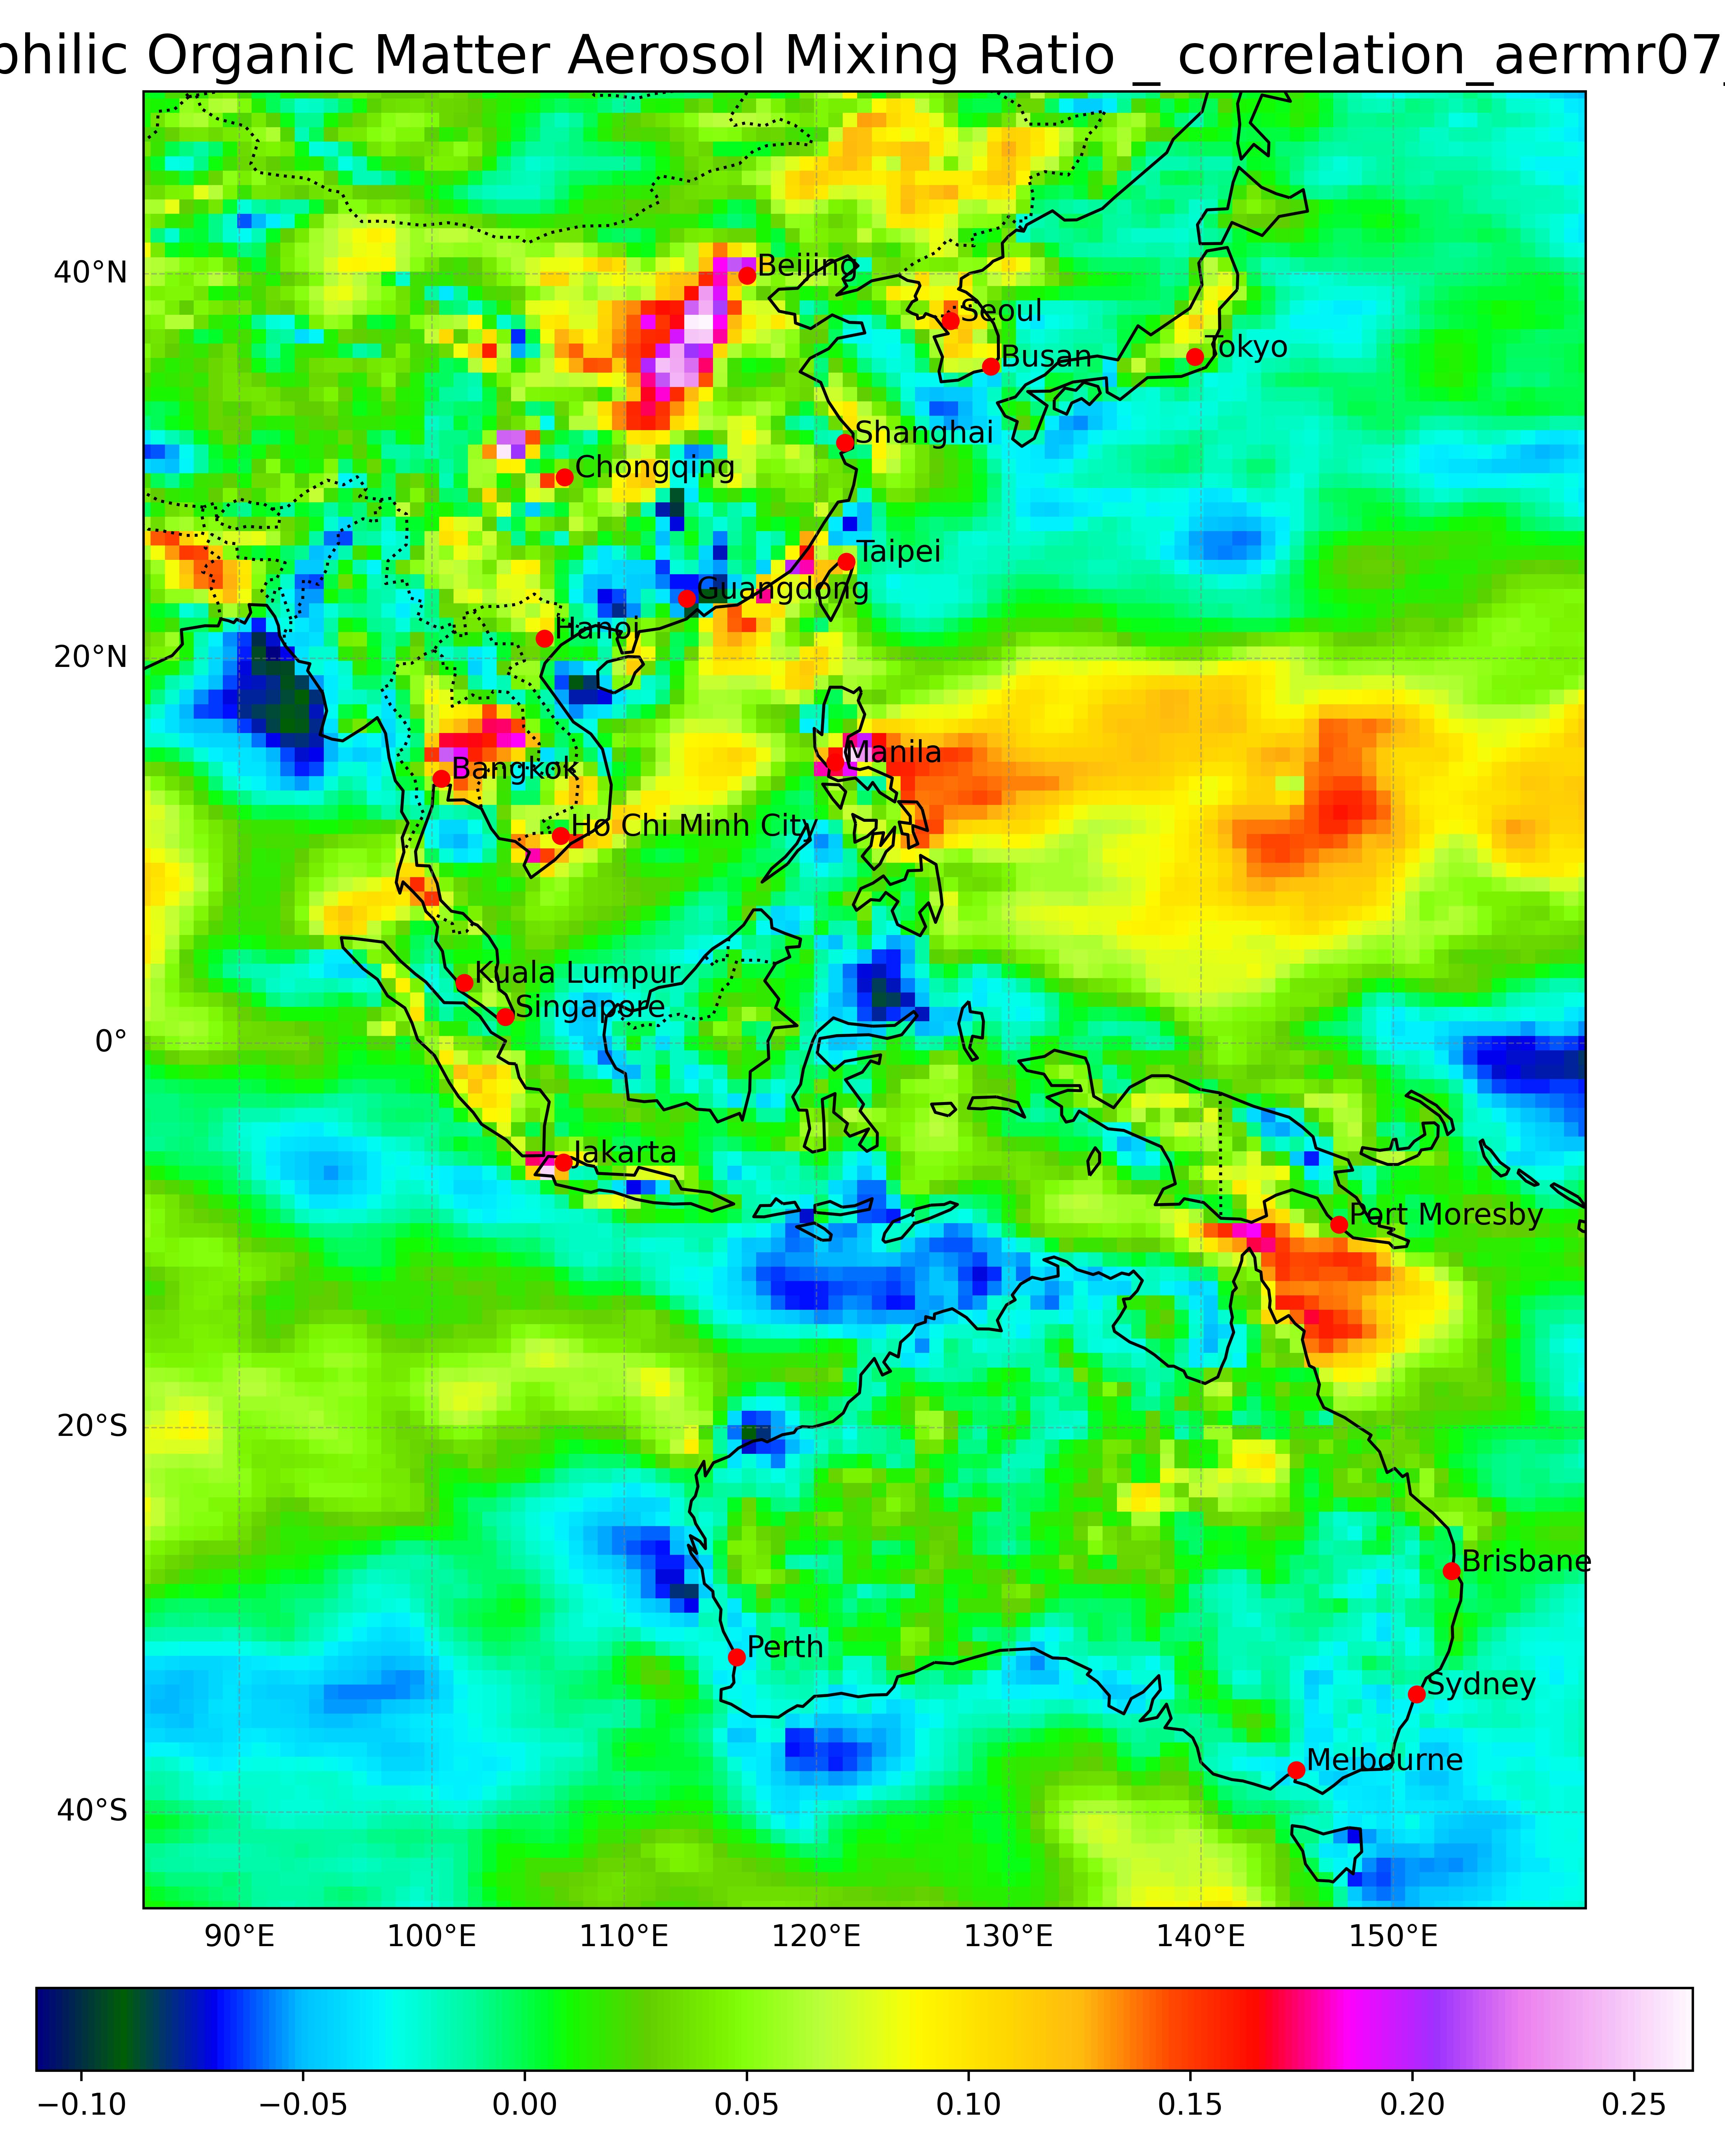 philic Organic Matter Aerosol Mixing Ratio _ correlation_aermr07_
40°N
20°N
0°
20°S
40°S
Beijing
Seoul
Busan
Tokyo
Shanghai
Chongqing
Taipei
Guangdong
Hanoi
Manila
Bangkok
Ho Chi Minh City
Kuala Lumpur
Singapore
Jakarta
Port Moresby
Brisbane
Perth
Sydney
Melbourne
90°E 100°E 110°E 120°E 130°E 140°E 150°E
−0.10 −0.05 0.00 0.05 0.10 0.15 0.20 0.25